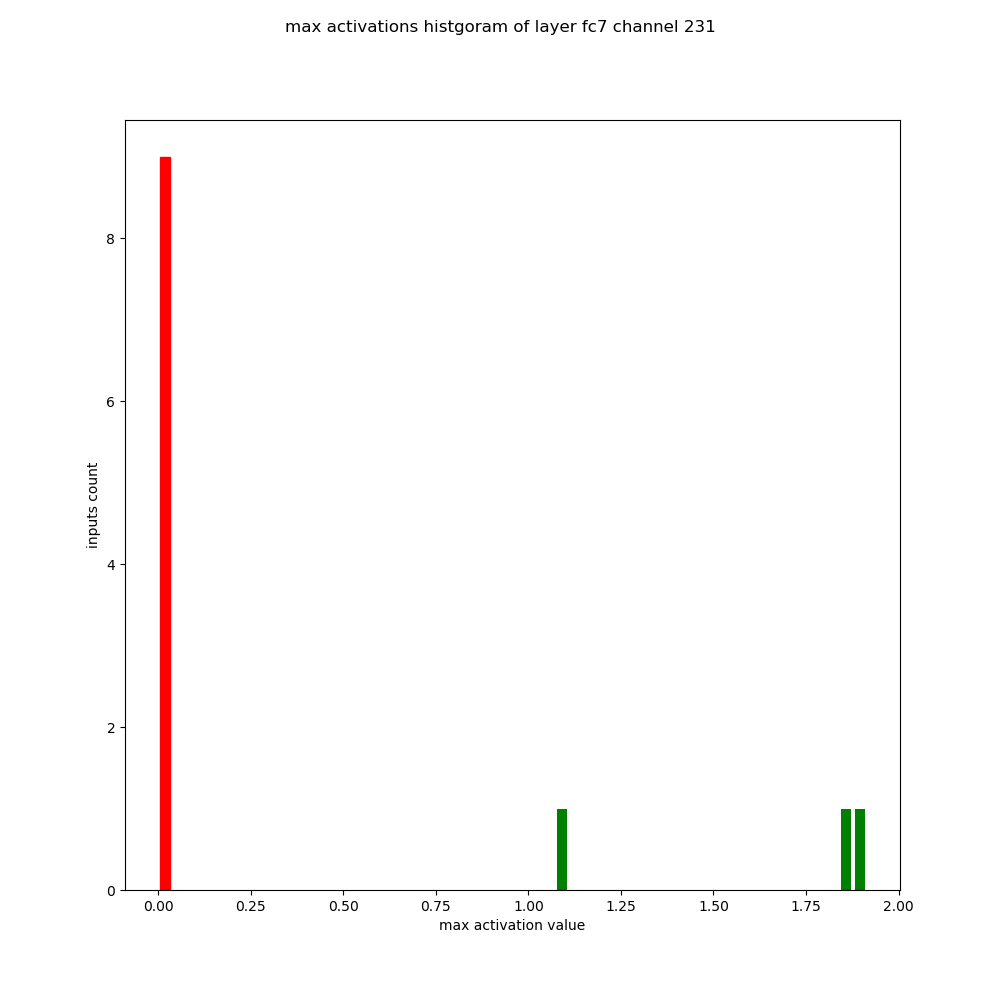 max activations histgoram of layer fc7 channel 231
8
6
4
2
0
inputs count
0.00 0.25 0.50 0.75 1.00 1.25 1.50 1.75 2.00
max activation value